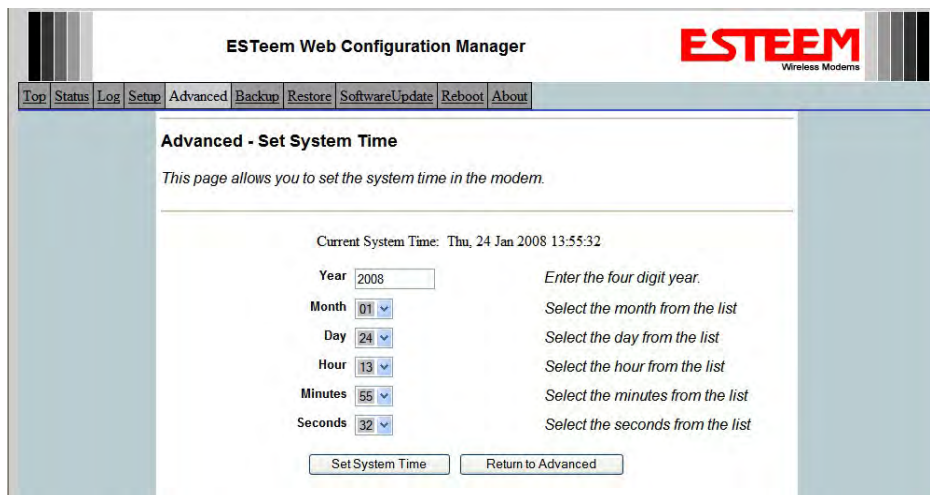 ESTeem Web Configuration Manager
ESTEEM
Wireless Modems
Top Status Log Setup Advanced Backup Restore SoftwareUpdate Reboot About
Advanced - Set System Time
This page allows you to set the system time in the modem.
Current System Time: Thu, 24 Jan 2008 13:55:32
Year 2008 Enter the four digit year.
Month 01 Select the month from the list
Day 24 Select the day from the list
Hour 13 Select the hour from the list
Minutes 55 Select the minutes from the list
Seconds 32 Select the seconds from the list
Set System Time Return to Advanced